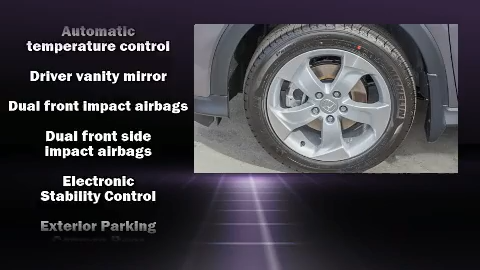 Automatic
temperature control
Driver vanity mirror
Dual front impact airbags
Dual front side
impact airbags
Electronic
Stability Control
Exterior Parking